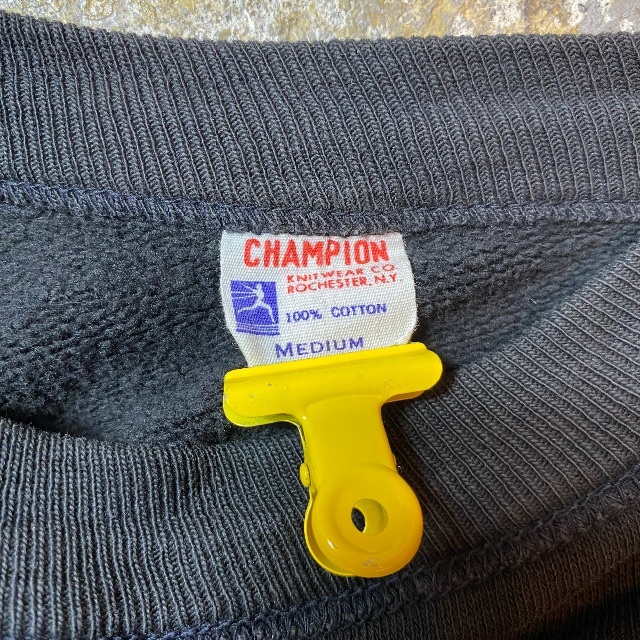 CHAMPION
KNITWEAR CO
ROCHESTER, N.Y.
100% COTTON
MEDIUM